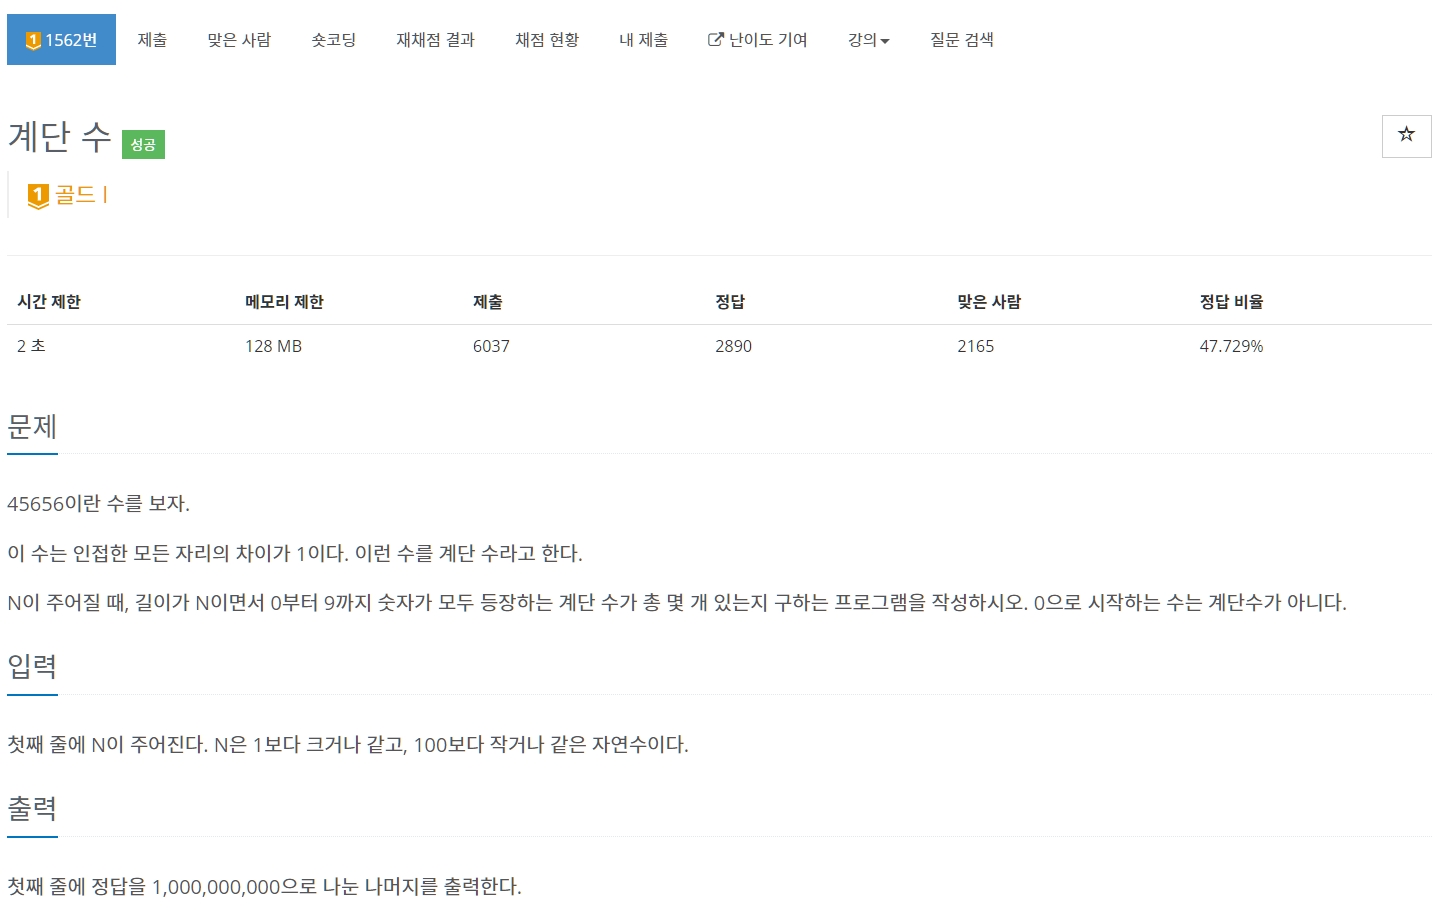 1 1562번 제출 맞은 사람 숏코딩 재채점 결과 채점 현황 내 제출 난이도 기여 강의 질문 검색
계단 수 성공
1 골드 I
시간 제한 메모리 제한 제출 정답 맞은 사람 정답 비율
2 초 128 MB 6037 2890 2165 47.729%
문제
45656이란 수를 보자.
이 수는 인접한 모든 자리의 차이가 1이다. 이런 수를 계단 수라고 한다.
N이 주어질 때, 길이가 N이면서 0부터 9까지 숫자가 모두 등장하는 계단 수가 총 몇 개 있는지 구하는 프로그램을 작성하시오. 0으로 시작하는 수는 계단수가 아니다.
입력
첫째 줄에 N이 주어진다. N은 1보다 크거나 같고, 100보다 작거나 같은 자연수이다.
출력
첫째 줄에 정답을 1,000,000,000으로 나눈 나머지를 출력한다.